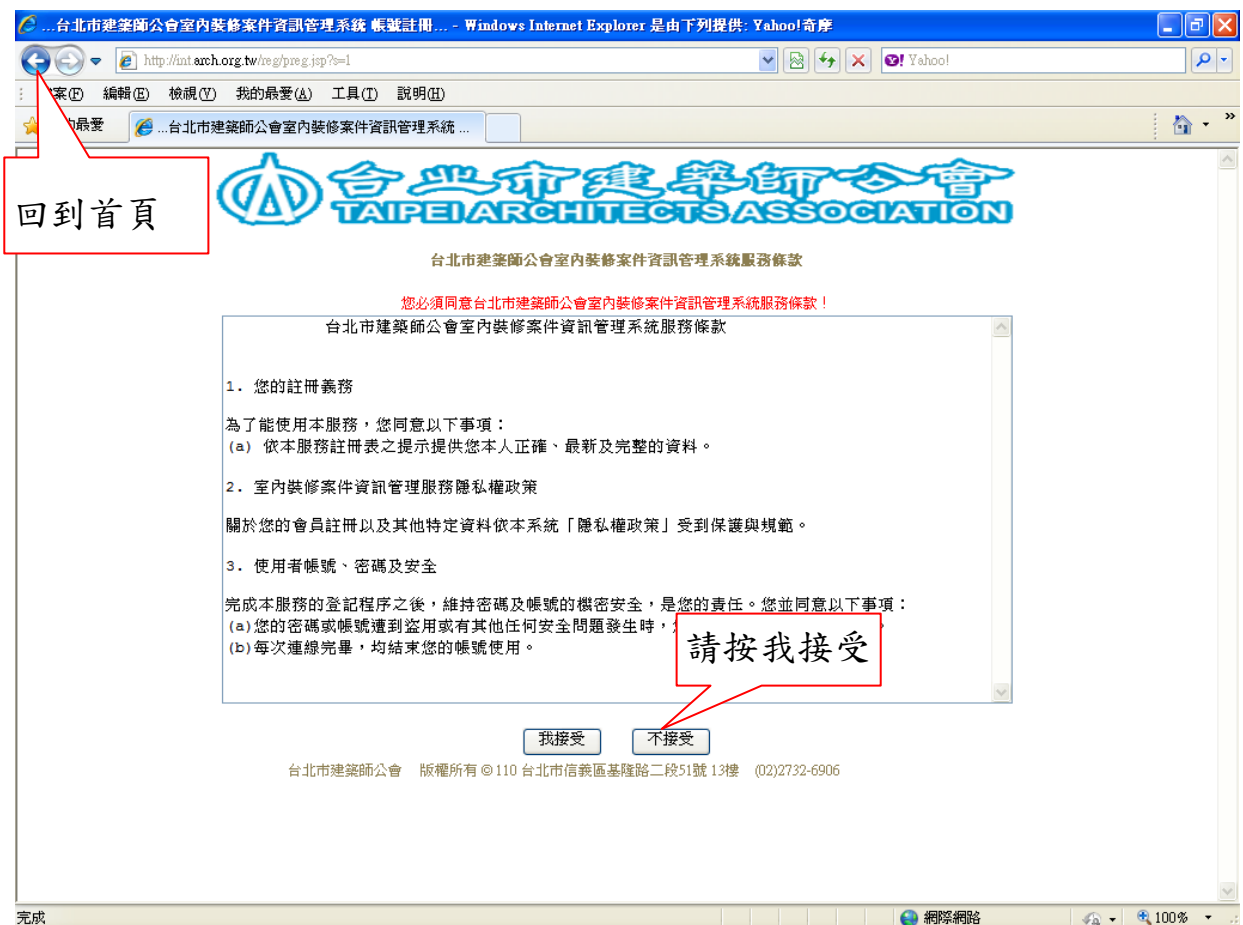 ...台北市建築師公會室內裝修案件資訊管理系統 帳號註冊... - Windows Internet Explorer 是由下列提供: Yahoo!奇摩
http://int.arch.org.tw/reg/preg.jsp?s=1
Yahoo!
案(F) 編輯(E) 檢視(V) 我的最愛(A) 工具(T) 說明(H)
的最愛
...台北市建築師公會室內裝修案件資訊管理系統 ...
回到首頁
台北市建築師公會
TAIPEI ARCHITECTS ASSOCIATION
台北市建築師公會室內裝修案件資訊管理系統服務條款
您必須同意台北市建築師公會室內裝修案件資訊管理系統服務條款！
台北市建築師公會室內裝修案件資訊管理系統服務條款
1. 您的註冊義務
為了能使用本服務，您同意以下事項：
(a) 依本服務註冊表之提示提供您本人正確、最新及完整的資料。
2. 室內裝修案件資訊管理服務隱私權政策
關於您的會員註冊以及其他特定資料依本系統「隱私權政策」受到保護與規範。
3. 使用者帳號、密碼及安全
完成本服務的登記程序之後，維持密碼及帳號的機密安全，是您的責任。您並同意以下事項：
(a)您的密碼或帳號遭到盜用或有其他任何安全問題發生時，
(b)每次連線完畢，均結束您的帳號使用。
請按我接受
我接受 不接受
台北市建築師公會 版權所有 © 110 台北市信義區基隆路二段51號 13樓 (02)2732-6906
完成 網際網路 100%